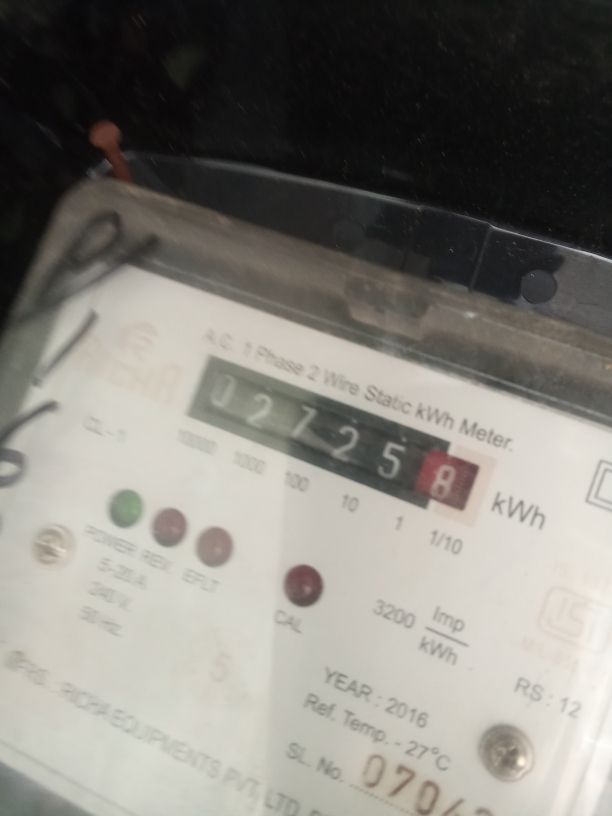 A.C. 1 Phase 2 Wire Static kWh Meter.
027258 kWh
CL-1
10000 1000 100 10 1 1/10
POWER REV. E/FLT
5-20 A
240 V.
50 Hz.
CAL
3200 Imp
kWh
RS : 12
YEAR : 2016
Ref. Temp. - 27°C
RICHA EQUIPMENTS PVT. LTD.
SL. No. 0704